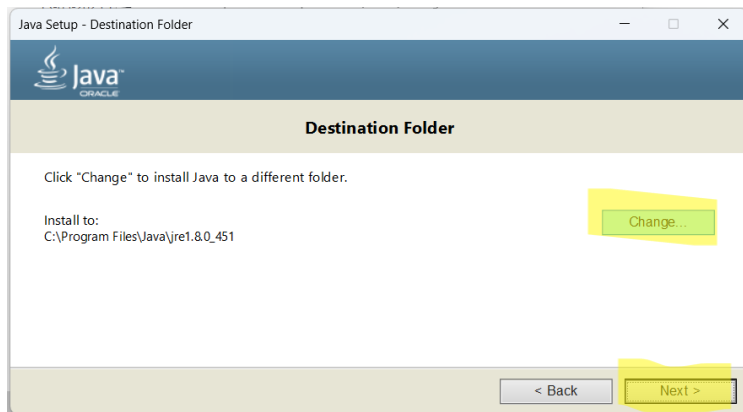 Java Setup - Destination Folder
Java™
ORACLE
Destination Folder
Click "Change" to install Java to a different folder.
Install to:
Change...
C:\Program Files\Java\jre1.8.0_451
< Back
Next >